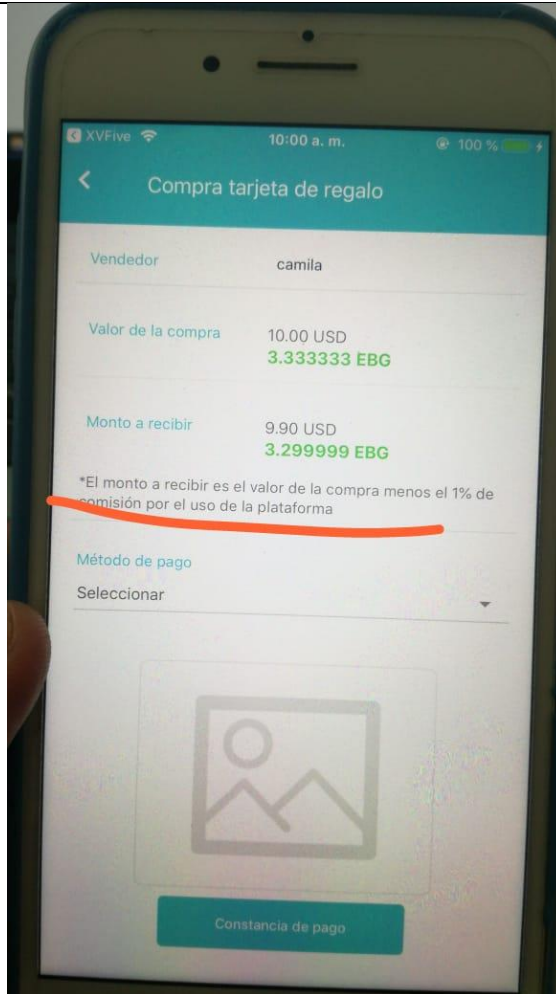 XVFive 10:00 a. m. 100 %
Compra tarjeta de regalo
Vendedor camila
Valor de la compra 10.00 USD
3.333333 EBG
Monto a recibir 9.90 USD
3.299999 EBG
*El monto a recibir es el valor de la compra menos el 1% de
comisión por el uso de la plataforma
Método de pago
Seleccionar
Constancia de pago